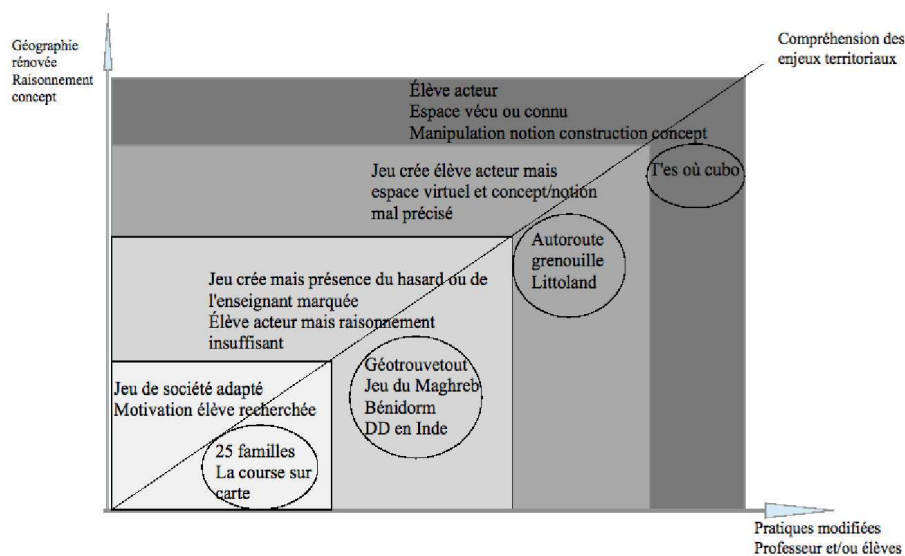 Géographie
rénovée
Raisonnement
concept
Compréhension des
enjeux territoriaux
Élève acteur
Espace vécu ou connu
Manipulation notion construction concept
T'es où cubo
Jeu crée élève acteur mais
espace virtuel et concept/notion
mal précisé
Autoroute
grenouille
Littoland
Jeu crée mais présence du hasard ou de
l'enseignant marquée
Élève acteur mais raisonnement
insuffisant
Géotrouvetout
Jeu du Maghreb
Bénidorm
DD en Inde
Jeu de société adapté
Motivation élève recherchée
25 familles
La course sur
carte
Pratiques modifiées
Professeur et/ou élèves